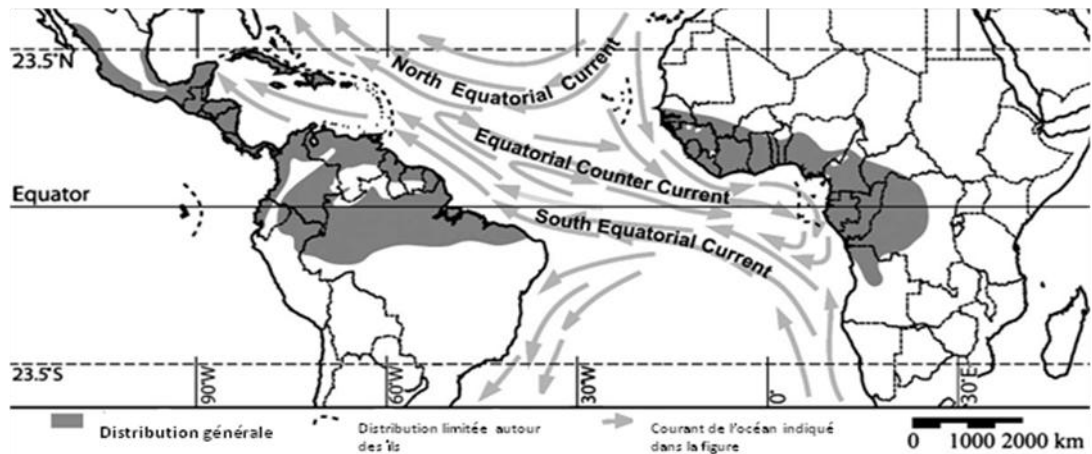 23.5°N
North Equatorial Current
Equatorial Counter Current
Equator
South Equatorial Current
23.5°S
90°W
60°W
30°W
0°
30°E
Distribution générale
Distribution limitée autour
des îls
Courant de l'océan indiqué
dans la figure
0 1000 2000 km